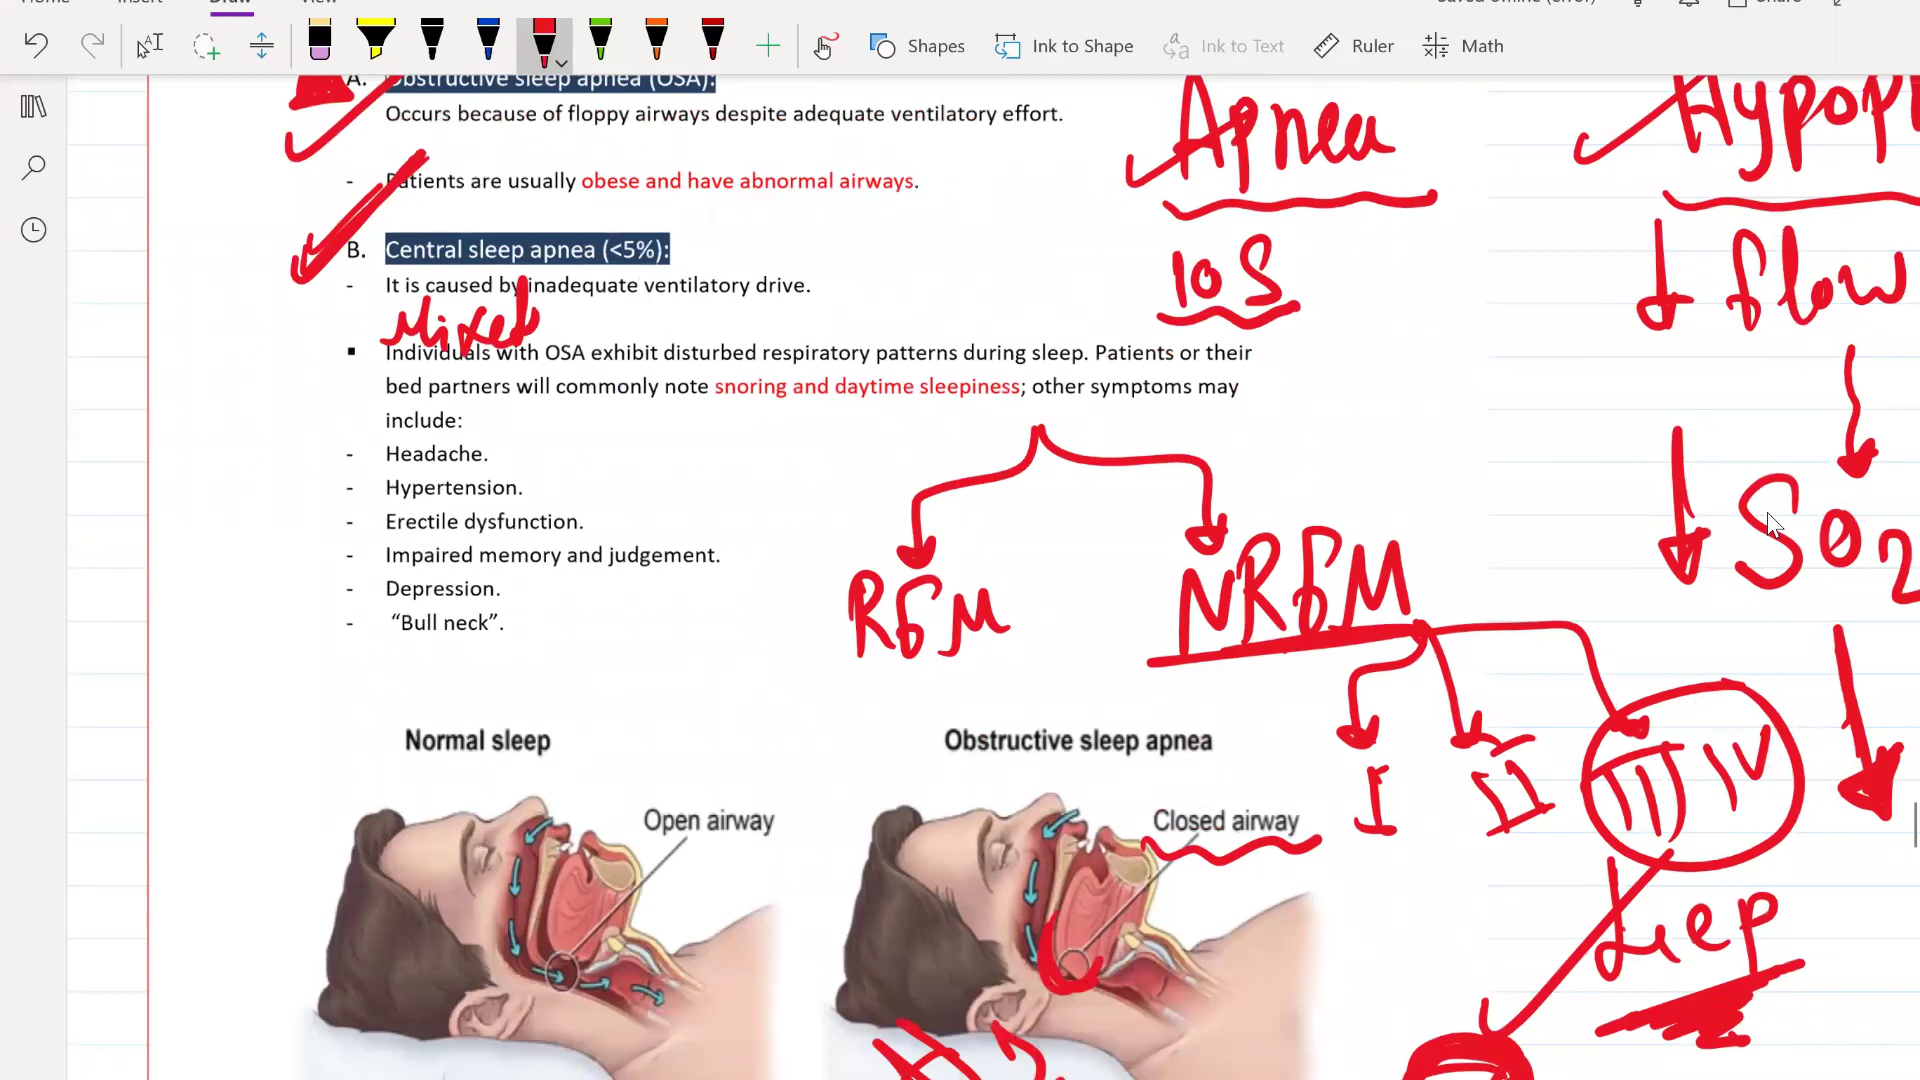 Shapes
Ink to Shape
Ink to Text
Ruler
Math
A. Obstructive sleep apnea (OSA):
Occurs because of floppy airways despite adequate ventilatory effort.
- Patients are usually obese and have abnormal airways.
B. Central sleep apnea (<5%):
- It is caused by inadequate ventilatory drive.
Mixed
▪ Individuals with OSA exhibit disturbed respiratory patterns during sleep. Patients or their
bed partners will commonly note snoring and daytime sleepiness; other symptoms may
include:
- Headache.
- Hypertension.
- Erectile dysfunction.
- Impaired memory and judgement.
- Depression.
- “Bull neck”.
Apnea
10 S
Hypop
↓ flow
↓ SO2
REM
NREM
I
II
III IV
Normal sleep
Open airway
Obstructive sleep apnea
Closed airway